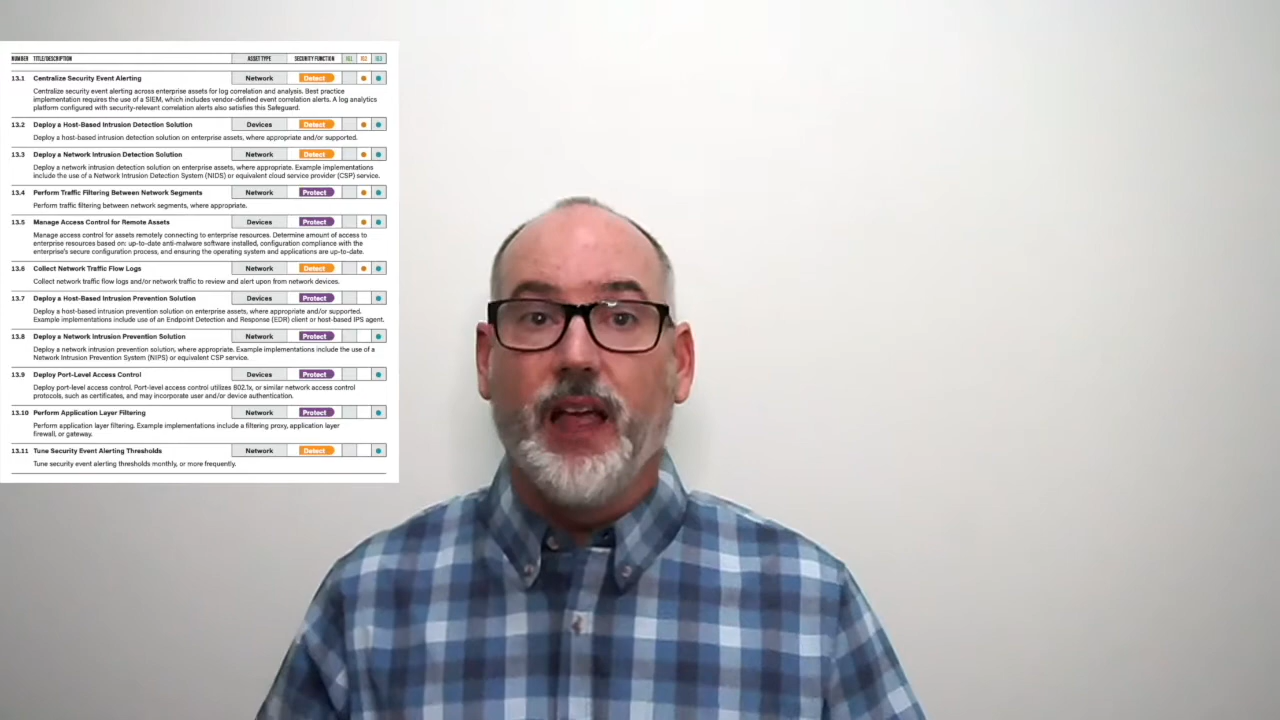 NUMBER TITLE/DESCRIPTION ASSET TYPE SECURITY FUNCTION IG1 IG2 IG3
13.1 Centralize Security Event Alerting Network Detect
Centralize security event alerting across enterprise assets for log correlation and analysis. Best practice
implementation requires the use of a SIEM, which includes vendor-defined event correlation alerts. A log analytics
platform configured with security-relevant correlation alerts also satisfies this Safeguard.
13.2 Deploy a Host-Based Intrusion Detection Solution Devices Detect
Deploy a host-based intrusion detection solution on enterprise assets, where appropriate and/or supported.
13.3 Deploy a Network Intrusion Detection Solution Network Detect
Deploy a network intrusion detection solution on enterprise assets, where appropriate. Example implementations
include the use of a Network Intrusion Detection System (NIDS) or equivalent cloud service provider (CSP) service.
13.4 Perform Traffic Filtering Between Network Segments Network Protect
Perform traffic filtering between network segments, where appropriate.
13.5 Manage Access Control for Remote Assets Devices Protect
Manage access control for assets remotely connecting to enterprise resources. Determine amount of access to
enterprise resources based on: up-to-date anti-malware software installed, configuration compliance with the
enterprise's secure configuration process, and ensuring the operating system and applications are up-to-date.
13.6 Collect Network Traffic Flow Logs Network Detect
Collect network traffic flow logs and/or network traffic to review and alert upon from network devices.
13.7 Deploy a Host-Based Intrusion Prevention Solution Devices Protect
Deploy a host-based intrusion prevention solution on enterprise assets, where appropriate and/or supported.
Example implementations include use of an Endpoint Detection and Response (EDR) client or host-based IPS agent.
13.8 Deploy a Network Intrusion Prevention Solution Network Protect
Deploy a network intrusion prevention solution, where appropriate. Example implementations include the use of a
Network Intrusion Prevention System (NIPS) or equivalent CSP service.
13.9 Deploy Port-Level Access Control Devices Protect
Deploy port-level access control. Port-level access control utilizes 802.1x, or similar network access control
protocols, such as certificates, and may incorporate user and/or device authentication.
13.10 Perform Application Layer Filtering Network Protect
Perform application layer filtering. Example implementations include a filtering proxy, application layer
firewall, or gateway.
13.11 Tune Security Event Alerting Thresholds Network Detect
Tune security event alerting thresholds monthly, or more frequently.